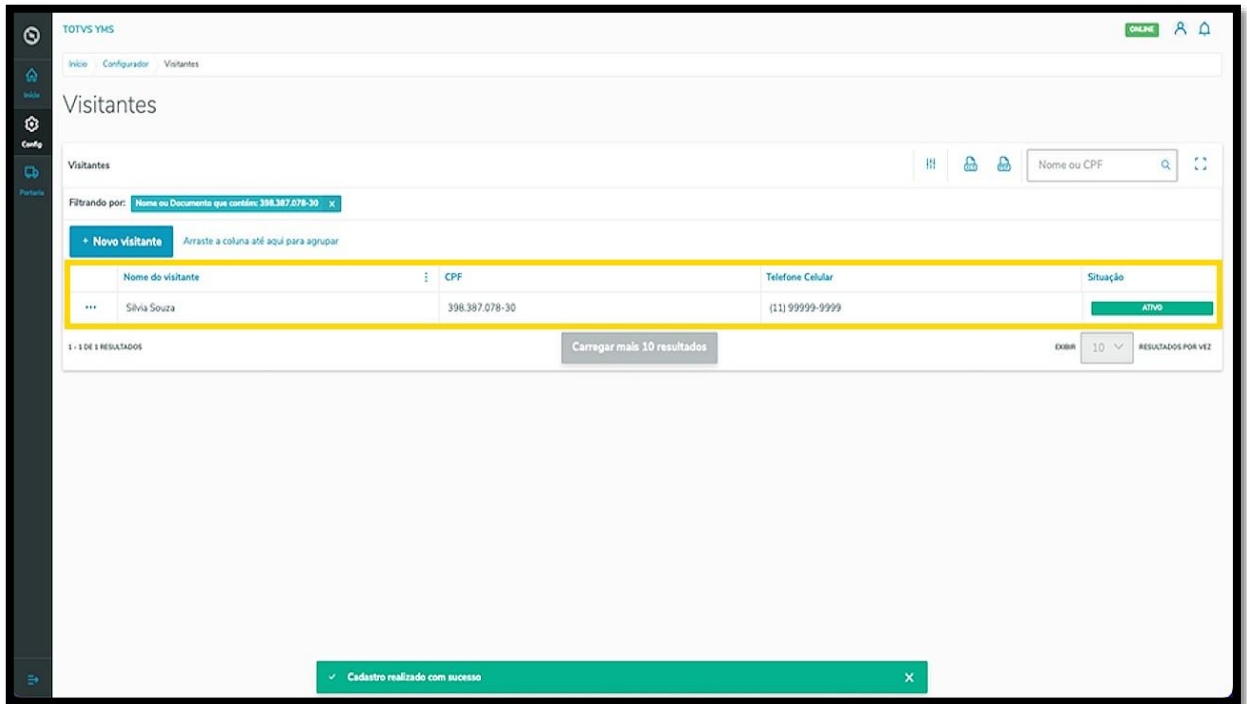 TOTVS YMS
ONLINE
Início
Configurador
Visitantes
Início
Config
Portaria
Visitantes
Visitantes
Nome ou CPF
Filtrando por: Nome ou Documento que contém: 398.387.078-30 x
+ Novo visitante
Arraste a coluna até aqui para agrupar
Nome do visitante CPF Telefone Celular Situação
Silvia Souza 398.387.078-30 (11) 99999-9999 ATIVO
1 - 1 DE 1 RESULTADOS
Carregar mais 10 resultados
EXIBIR 10 RESULTADOS POR VEZ
Cadastro realizado com sucesso